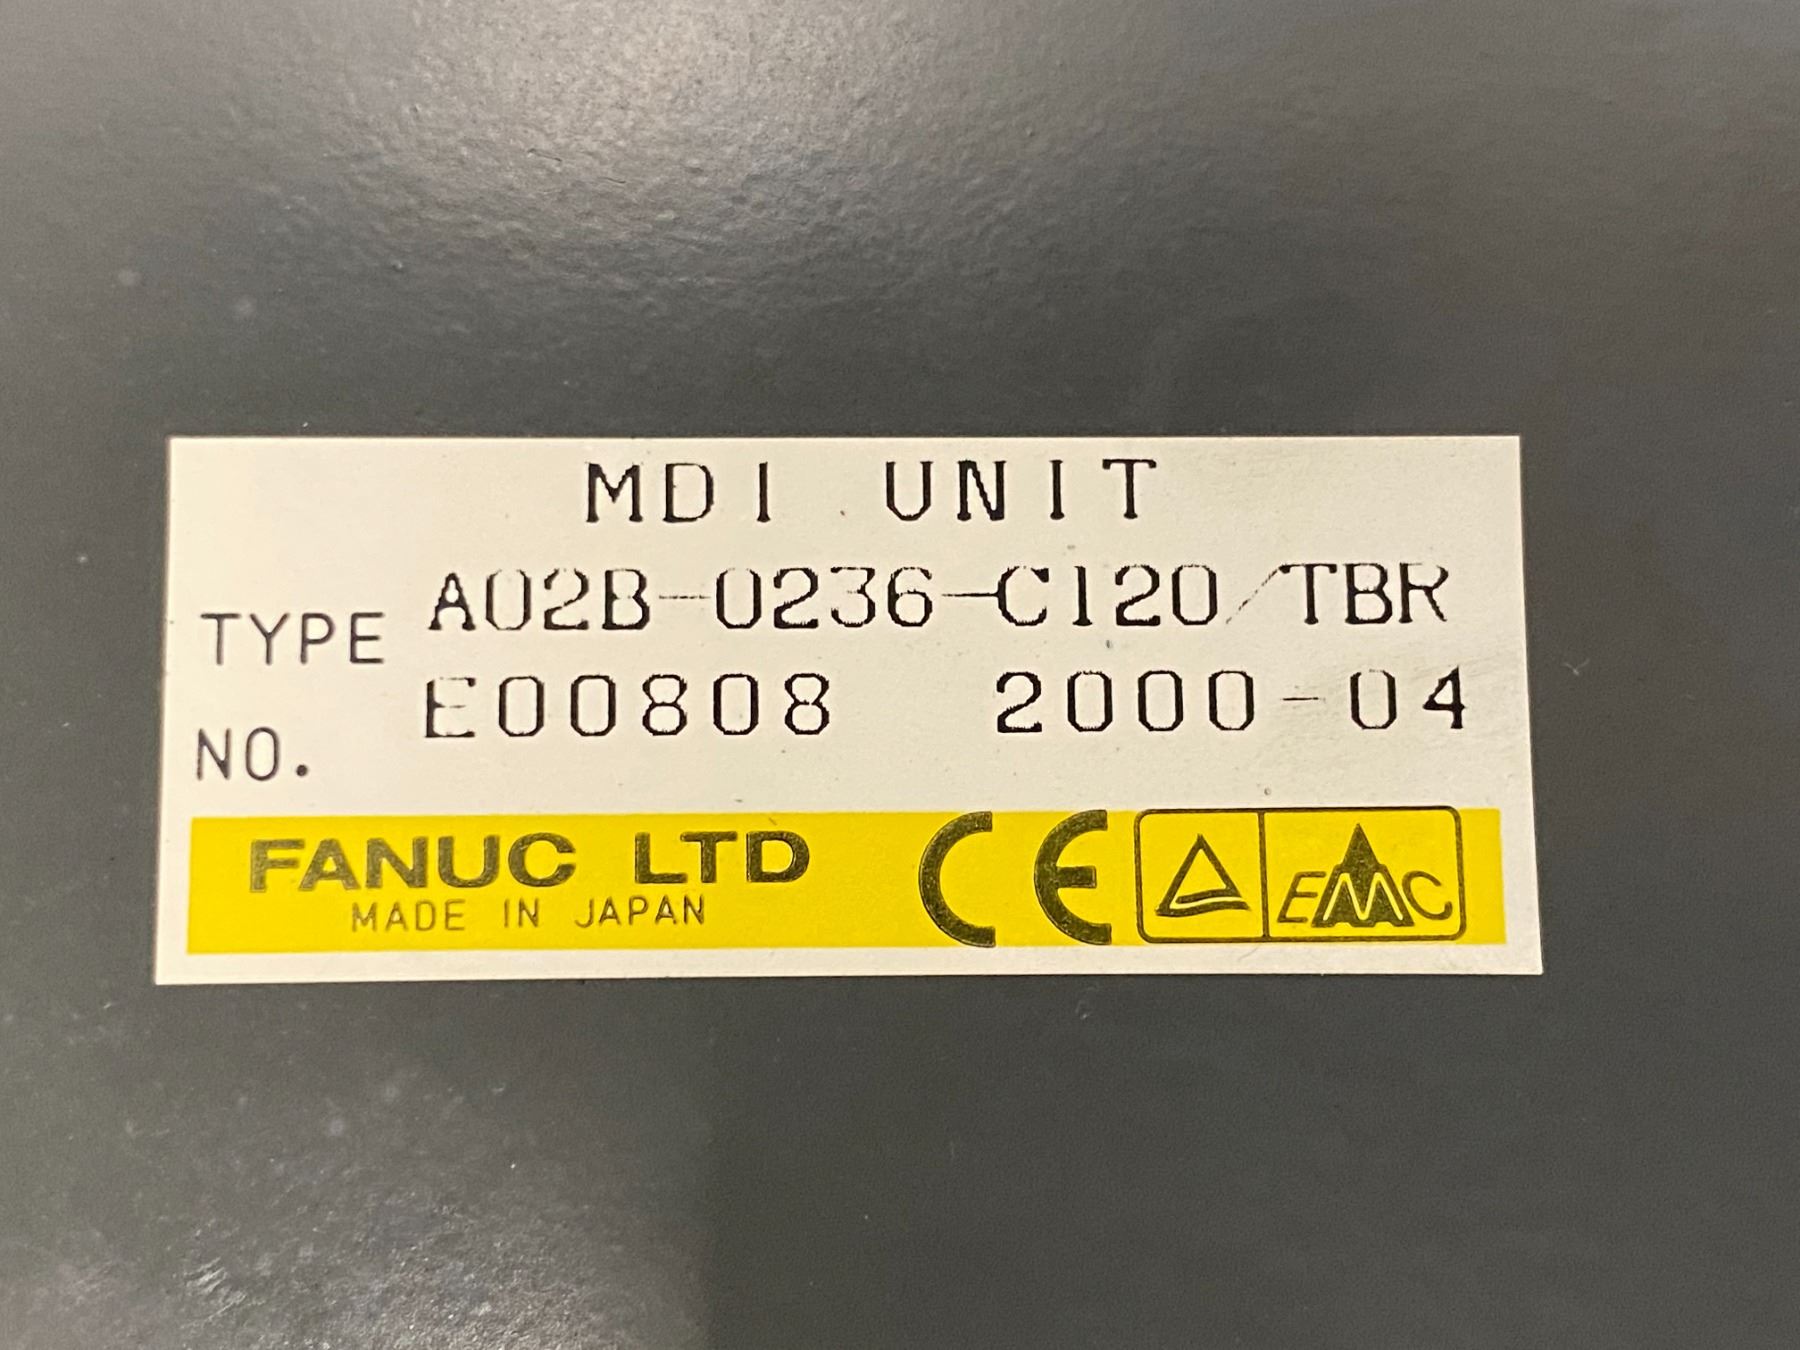 MDI UNIT
TYPE A02B-0236-C120/TBR
NO. E00808 2000-04
FANUC LTD
MADE IN JAPAN
CE
EMC